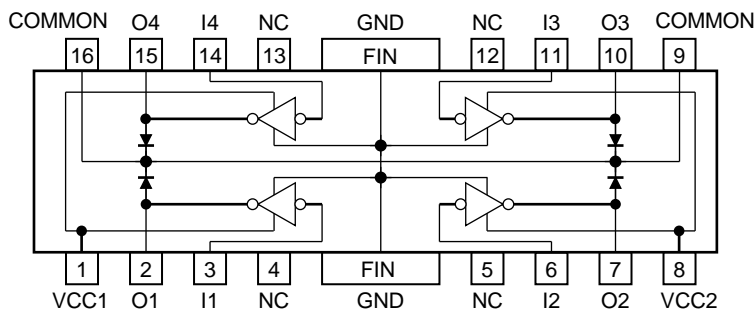 COMMON O4 I4 NC GND NC I3 O3 COMMON
16 15 14 13 FIN 12 11 10 9
1 2 3 4 FIN 5 6 7 8
VCC1 O1 I1 NC GND NC I2 O2 VCC2